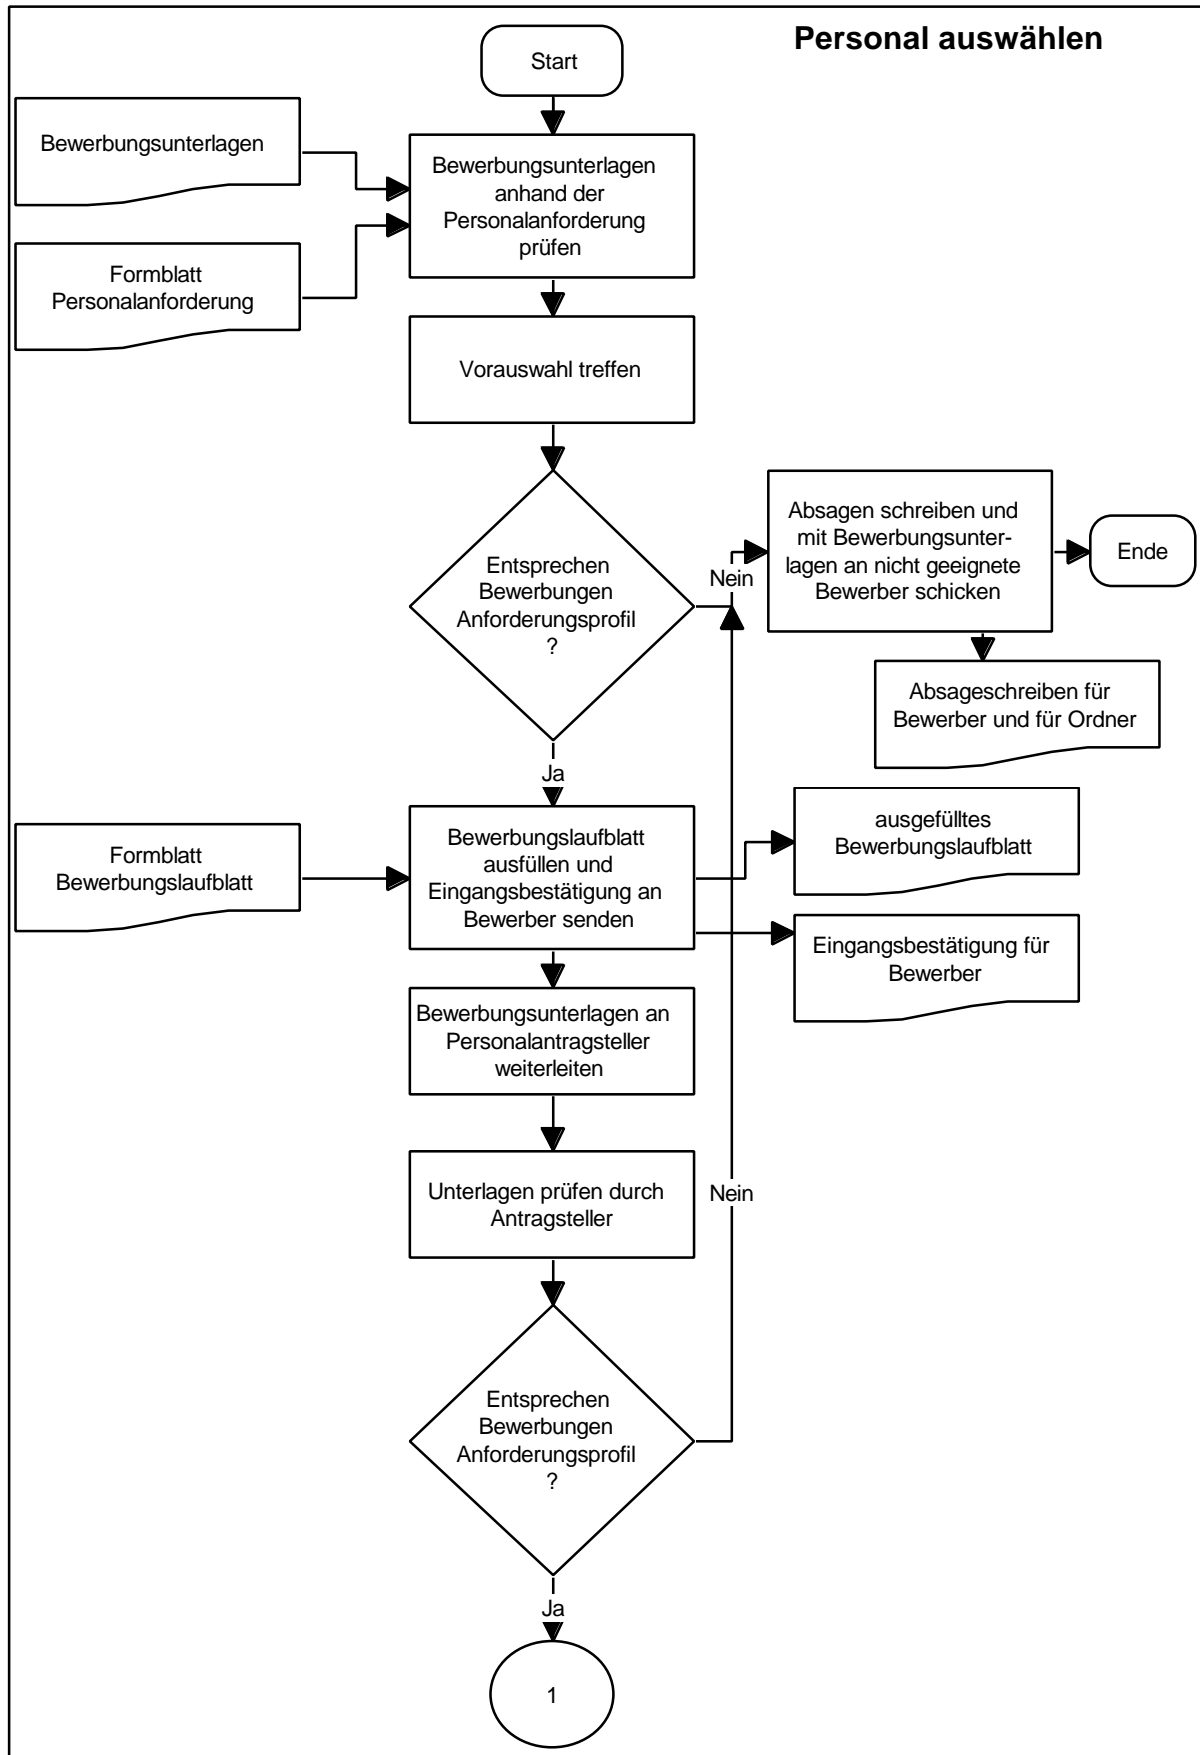 Personal auswählen
Start
Bewerbungsunterlagen
Bewerbungsunterlagen
anhand der
Personalanforderung
prüfen
Formblatt
Personalanforderung
Vorauswahl treffen
Absagen schreiben und
mit Bewerbungsunter-
lagen an nicht geeignete
Bewerber schicken
Ende
Entsprechen
Bewerbungen
Anforderungsprofil
?
Nein
Absageschreiben für
Bewerber und für Ordner
Ja
Formblatt
Bewerbungslaufblatt
Bewerbungslaufblatt
ausfüllen und
Eingangsbestätigung an
Bewerber senden
ausgefülltes
Bewerbungslaufblatt
Eingangsbestätigung für
Bewerber
Bewerbungsunterlagen an
Personalantragsteller
weiterleiten
Unterlagen prüfen durch
Antragsteller
Nein
Entsprechen
Bewerbungen
Anforderungsprofil
?
Ja
1